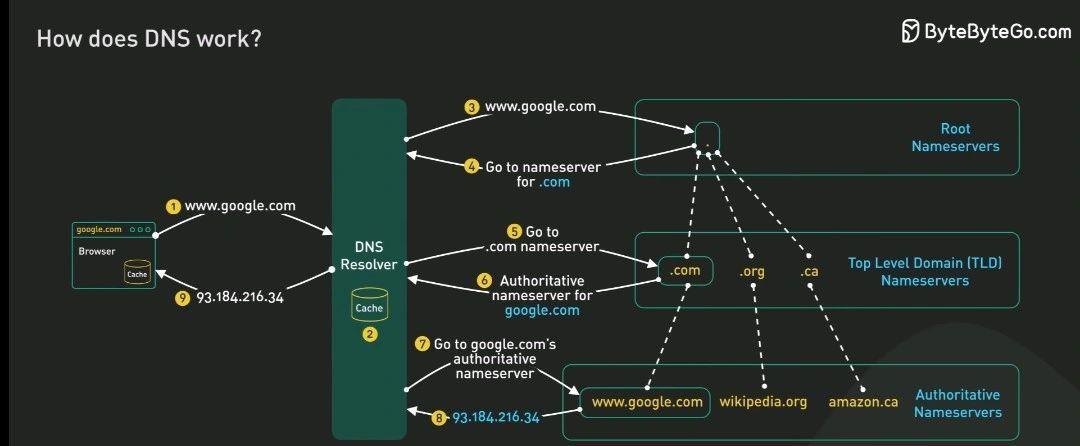 How does DNS work?
ByteByteGo.com
3 www.google.com
4 Go to nameserver
for .com
.
Root
Nameservers
1 www.google.com
google.com
Browser
Cache
9 93.184.216.34
DNS
Resolver
Cache
2
5 Go to
.com nameserver
6 Authoritative
nameserver for
google.com
.com
.org
.ca
Top Level Domain (TLD)
Nameservers
7 Go to google.com's
authoritative
nameserver
8 93.184.216.34
www.google.com
wikipedia.org
amazon.ca
Authoritative
Nameservers